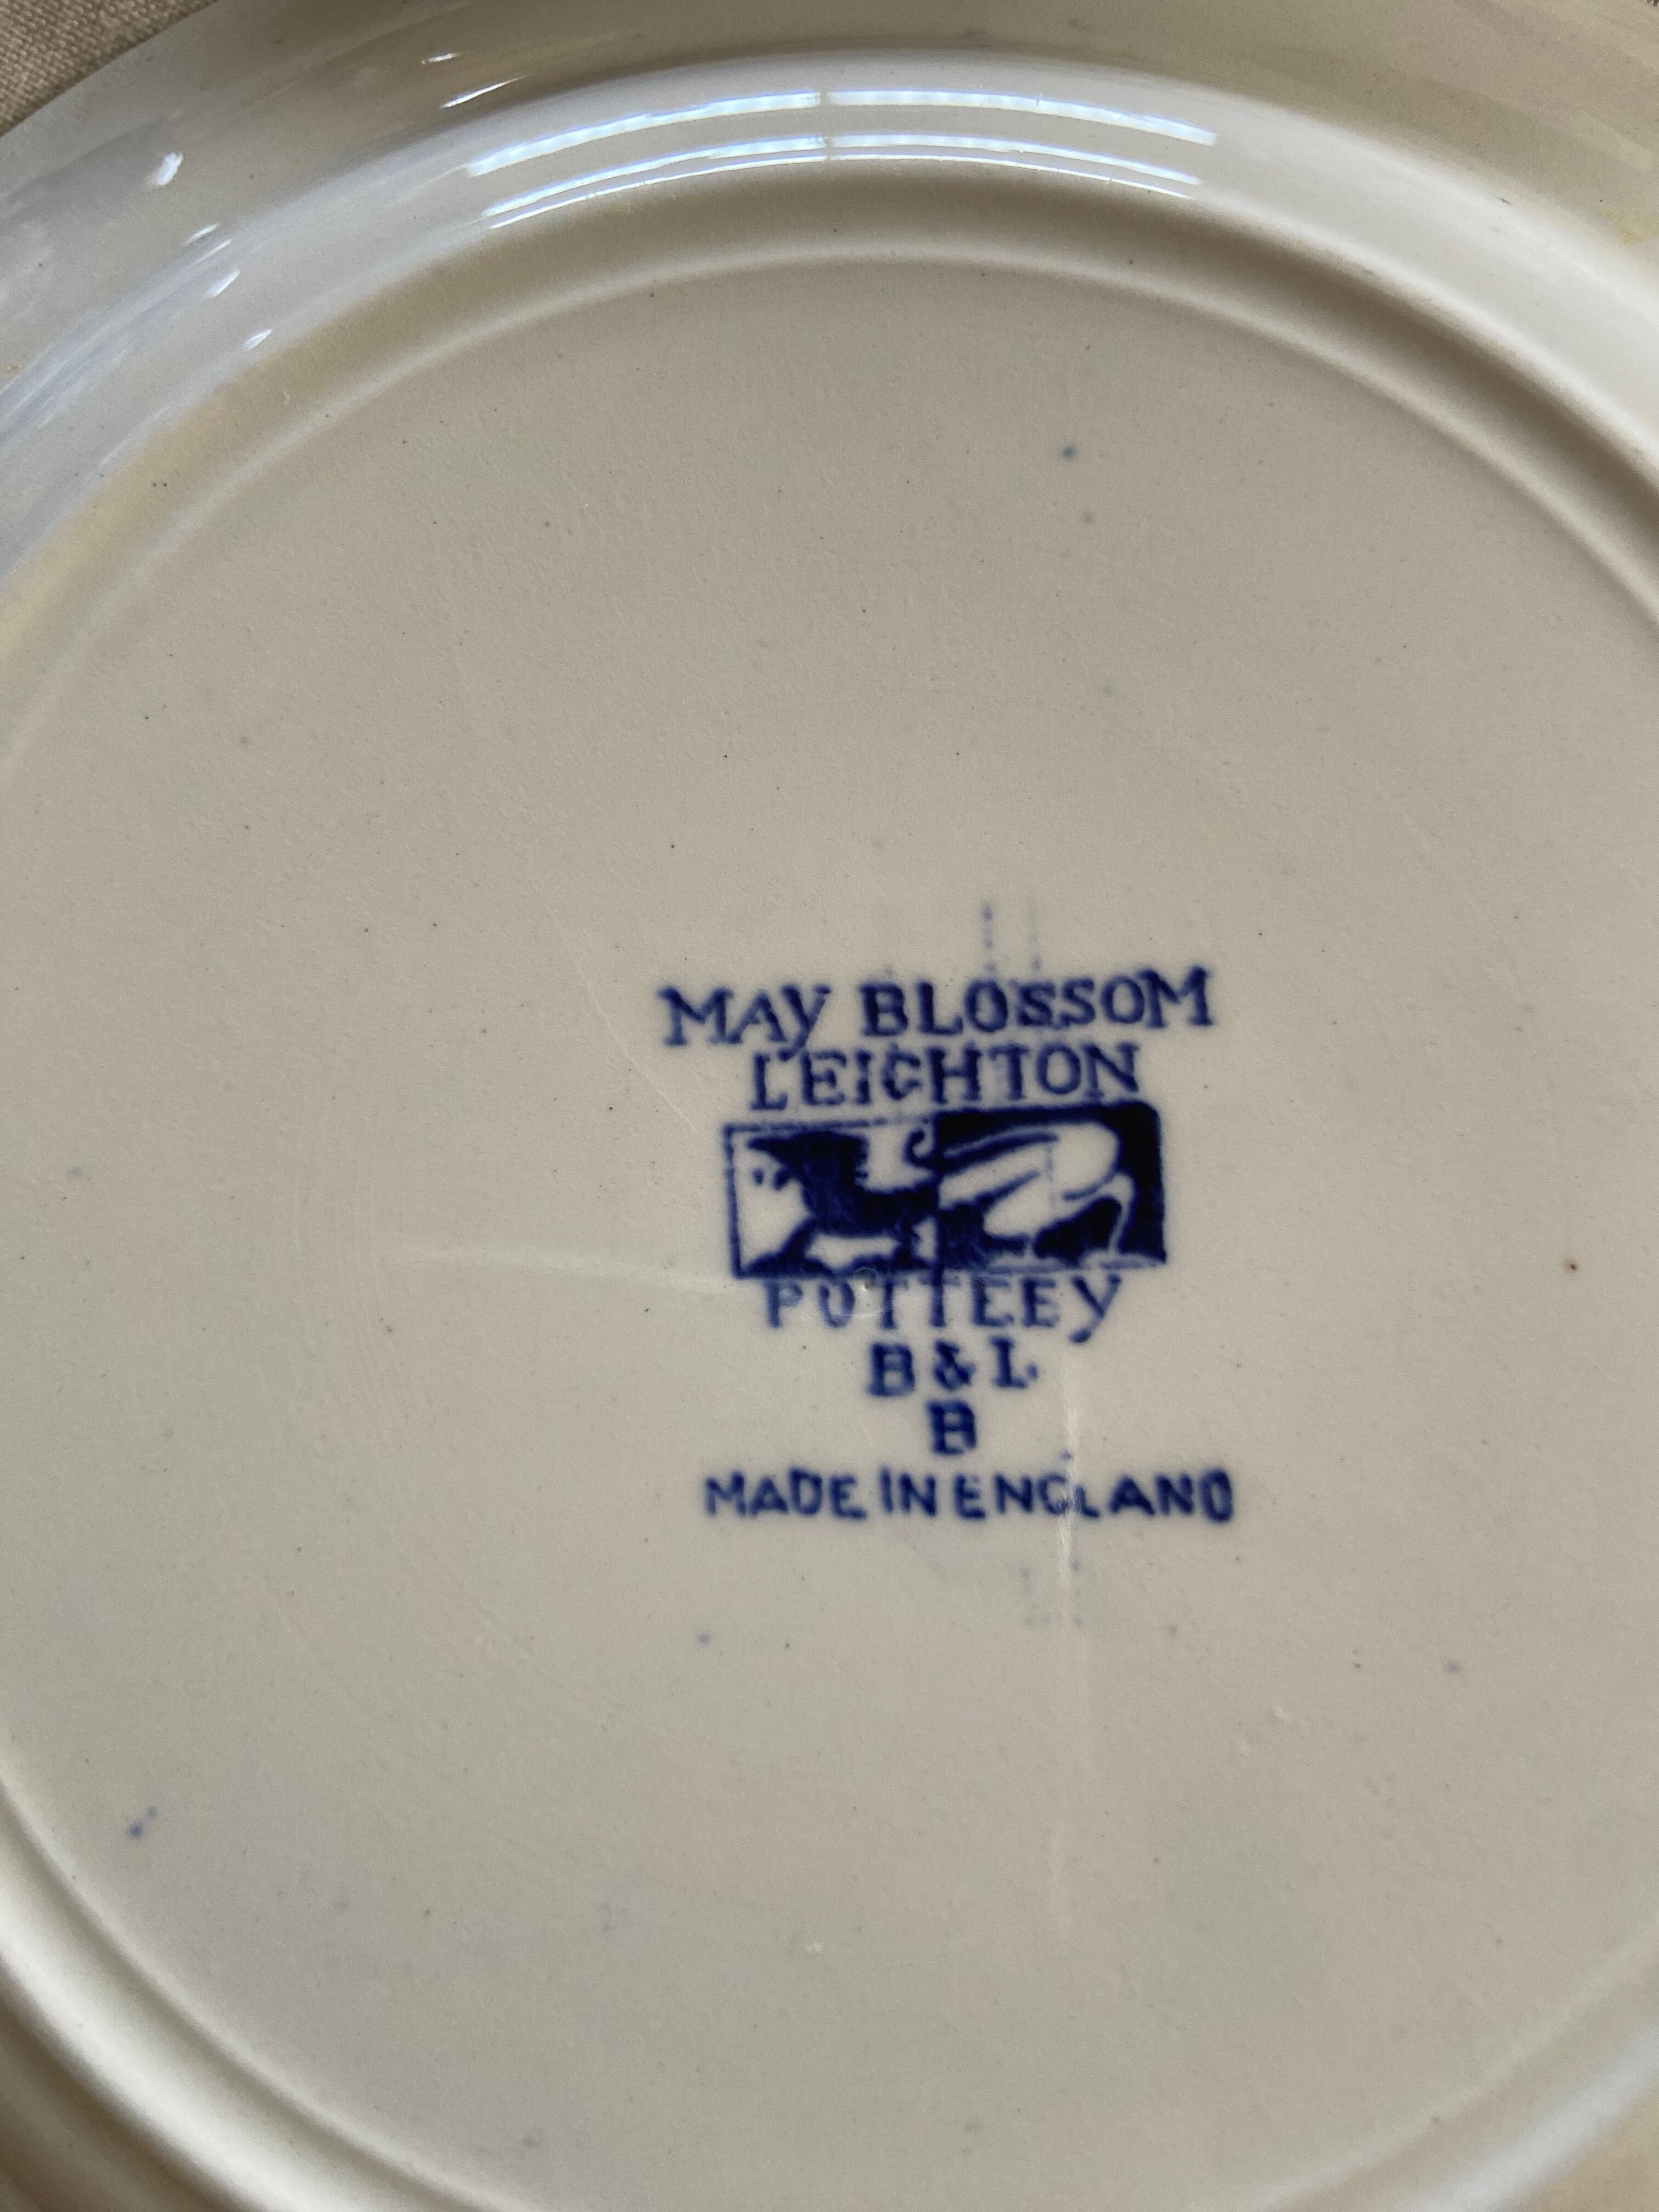 MAY BLOSSOM
LEIGHTON
POTTERY
B & L
B
MADE IN ENGLAND